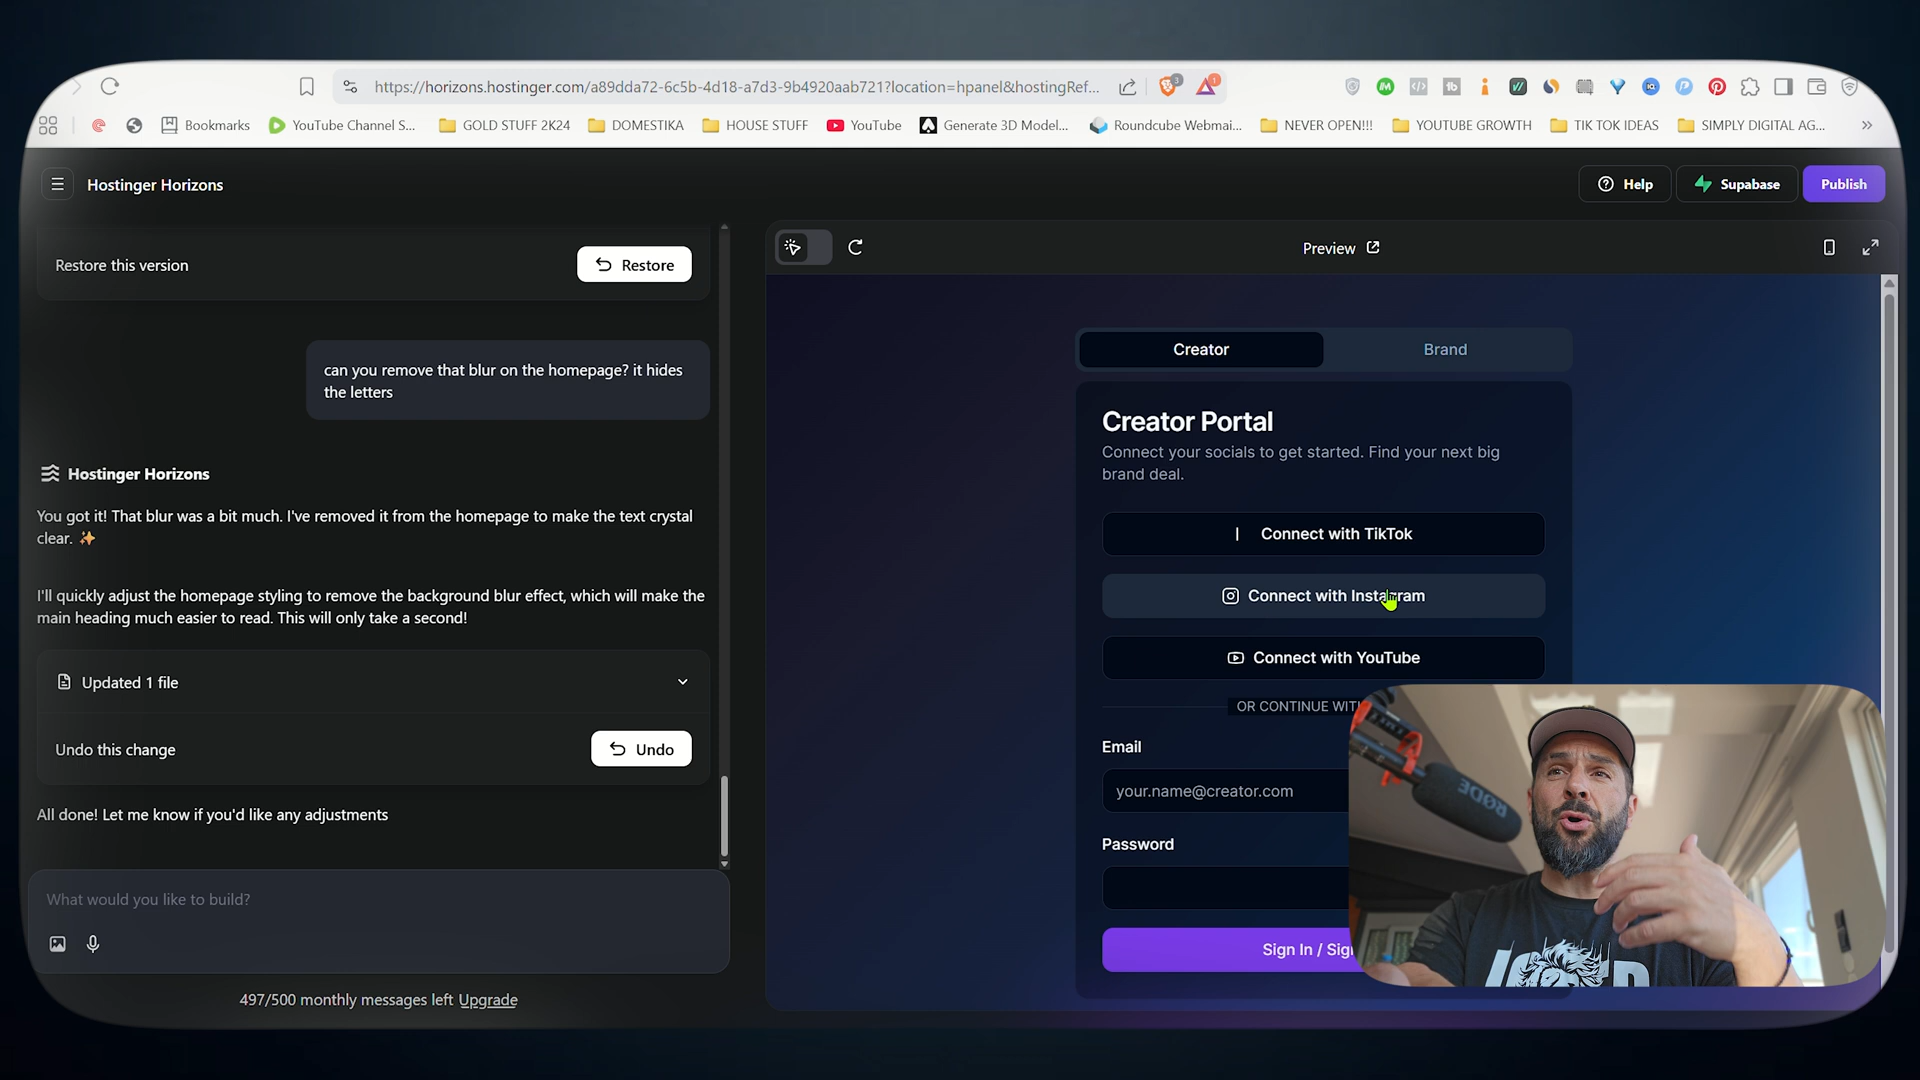 https://horizons.hostinger.com/a89dda72-6c5b-4d18-a7d3-9b4920aab721?location=hpanel&hostingRef...
3
1
Bookmarks
YouTube Channel S...
GOLD STUFF 2K24
DOMESTIKA
HOUSE STUFF
YouTube
Generate 3D Model...
Roundcube Webmai...
NEVER OPEN!!!
YOUTUBE GROWTH
TIK TOK IDEAS
SIMPLY DIGITAL AG...
Hostinger Horizons
Help
Supabase
Publish
Restore this version
Restore
can you remove that blur on the homepage? it hides
the letters
Hostinger Horizons
You got it! That blur was a bit much. I've removed it from the homepage to make the text crystal
clear. ✨
I'll quickly adjust the homepage styling to remove the background blur effect, which will make the
main heading much easier to read. This will only take a second!
Updated 1 file
Undo this change
Undo
All done! Let me know if you'd like any adjustments
What would you like to build?
497/500 monthly messages left Upgrade
Preview
Creator
Brand
Creator Portal
Connect your socials to get started. Find your next big
brand deal.
Connect with TikTok
Connect with Instagram
Connect with YouTube
OR CONTINUE WITH
Email
your.name@creator.com
Password
Sign In / Sig
RØDE